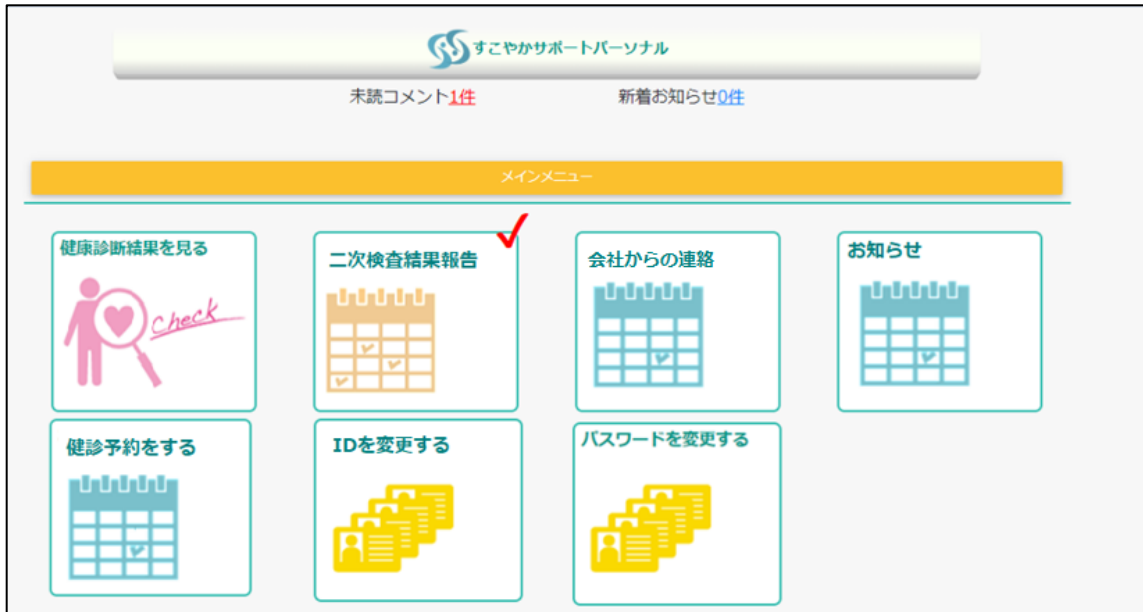 すこやかサポートパーソナル
未読コメント1件 新着お知らせ0件
メインメニュー
健康診断結果を見る
Check
二次検査結果報告
会社からの連絡
お知らせ
健診予約をする
IDを変更する
パスワードを変更する